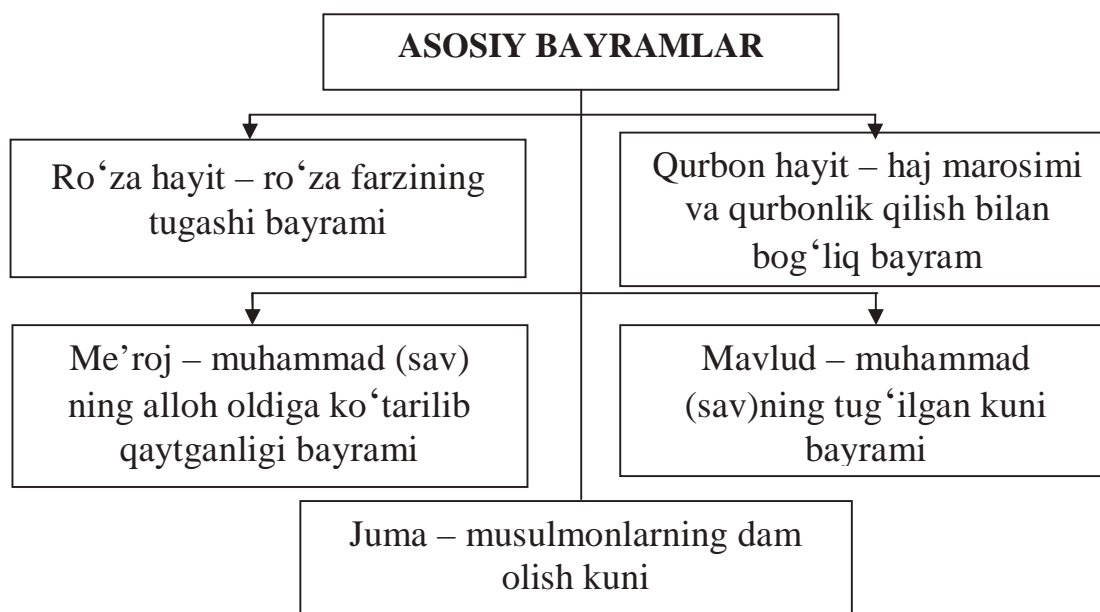 ASOSIY BAYRAMLAR
Ro‘za hayit – ro‘za farzining
tugashi bayrami
Qurbon hayit – haj marosimi
va qurbonlik qilish bilan
bog‘liq bayram
Me’roj – muhammad (sav)
ning alloh oldiga ko‘tarilib
qaytganligi bayrami
Mavlud – muhammad
(sav)ning tug‘ilgan kuni
bayrami
Juma – musulmonlarning dam
olish kuni